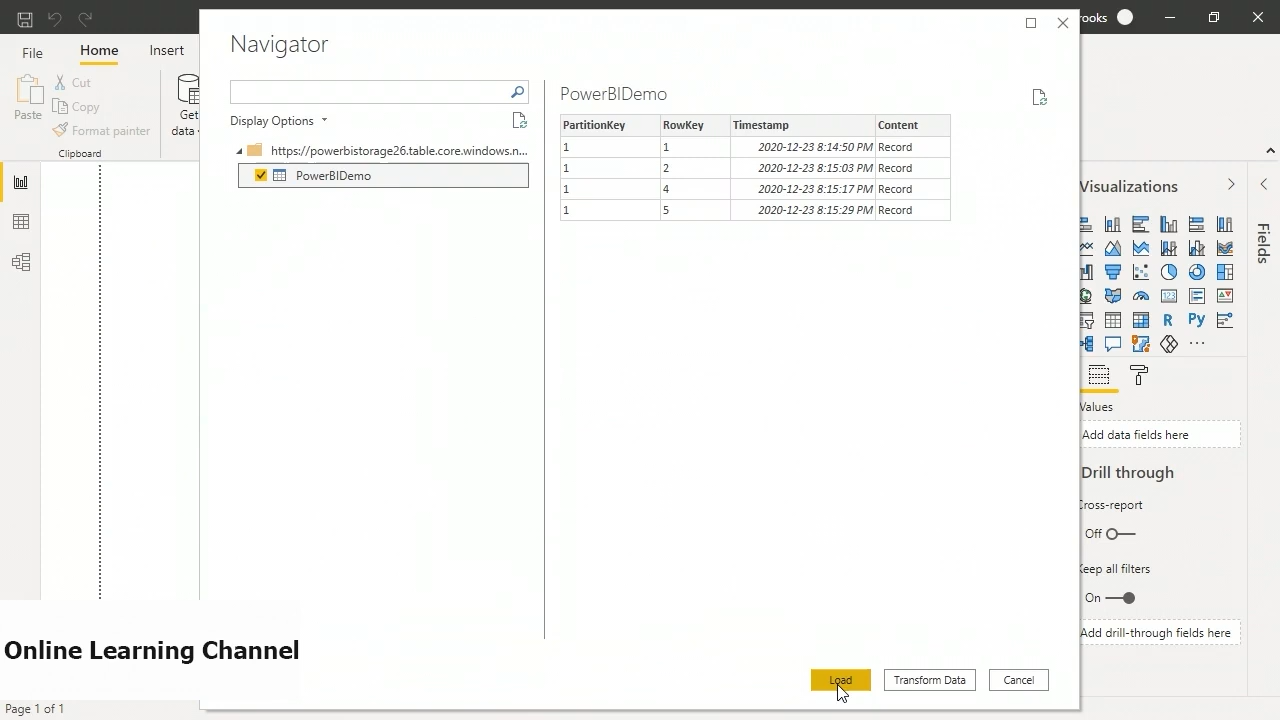 rooks
File
Home
Insert
Paste
Cut
Copy
Format painter
Clipboard
Get
data
Navigator
Display Options
https://powerbistorage26.table.core.windows.n...
PowerBIDemo
PowerBIDemo
PartitionKey RowKey Timestamp Content
1 1 2020-12-23 8:14:50 PM Record
1 2 2020-12-23 8:15:03 PM Record
1 4 2020-12-23 8:15:17 PM Record
1 5 2020-12-23 8:15:29 PM Record
Load
Transform Data
Cancel
Visualizations
Fields
123
R
Py
...
Values
Add data fields here
Drill through
Cross-report
Off
Keep all filters
On
Add drill-through fields here
Online Learning Channel
Page 1 of 1